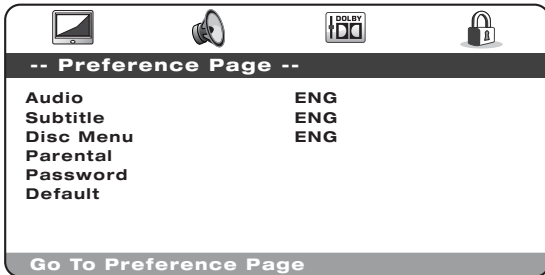 DOLBY
-- Preference Page --
Audio ENG
Subtitle ENG
Disc Menu ENG
Parental
Password
Default
Go To Preference Page